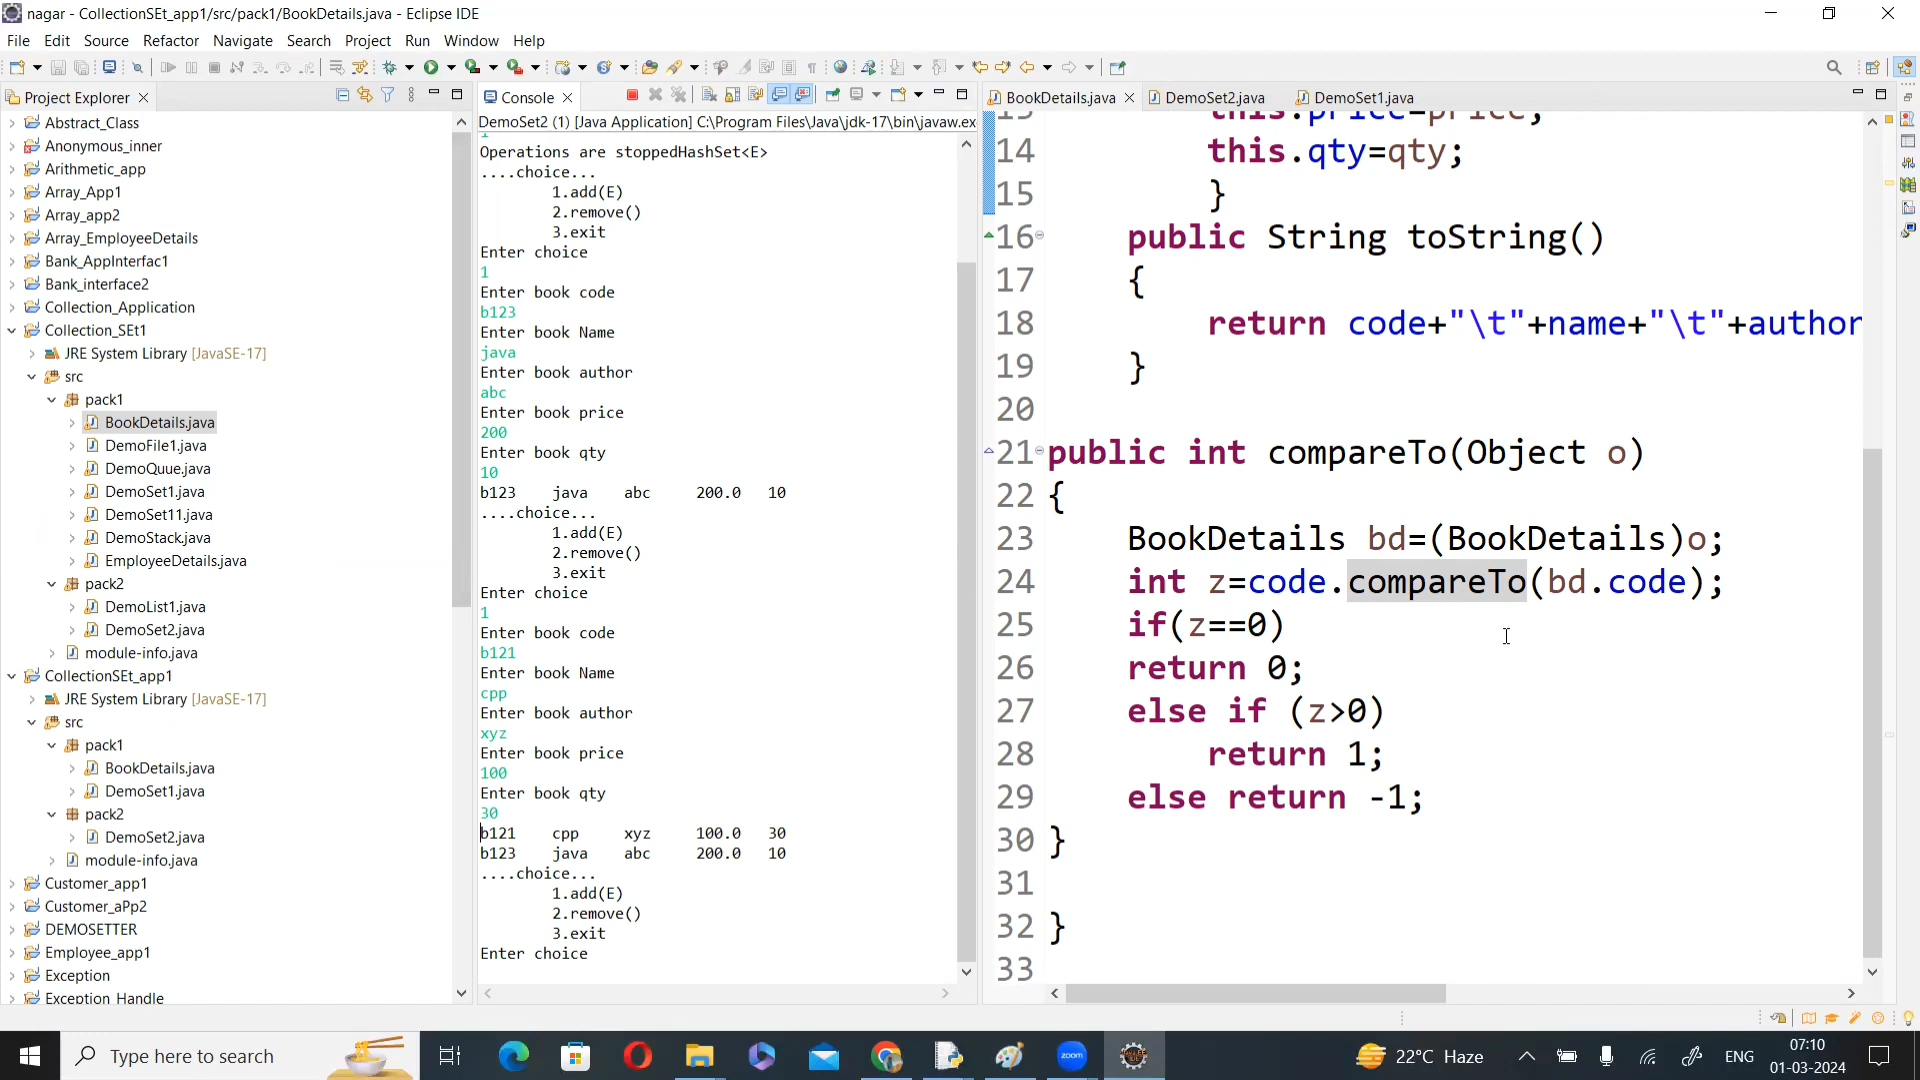 nagar - CollectionSEt_app1/src/pack1/BookDetails.java - Eclipse IDE
File Edit Source Refactor Navigate Search Project Run Window Help
Project Explorer
Abstract_Class
Anonymous_inner
Arithmetic_app
Array_App1
Array_app2
Array_EmployeeDetails
Bank_AppInterfac1
Bank_interface2
Collection_Application
Collection_SEt1
JRE System Library [JavaSE-17]
src
pack1
BookDetails.java
DemoFile1.java
DemoQuue.java
DemoSet1.java
DemoSet11.java
DemoStack.java
EmployeeDetails.java
pack2
DemoList1.java
DemoSet2.java
module-info.java
CollectionSEt_app1
JRE System Library [JavaSE-17]
src
pack1
BookDetails.java
DemoSet1.java
pack2
DemoSet2.java
module-info.java
Customer_app1
Customer_aPp2
DEMOSETTER
Employee_app1
Exception
Exception_Handle
Console
DemoSet2 (1) [Java Application] C:\Program Files\Java\jdk-17\bin\javaw.ex
Operations are stoppedHashSet<E>
....choice...
1.add(E)
2.remove()
3.exit
Enter choice
1
Enter book code
b123
Enter book Name
java
Enter book author
abc
Enter book price
200
Enter book qty
10
b123 java abc 200.0 10
....choice...
1.add(E)
2.remove()
3.exit
Enter choice
1
Enter book code
b121
Enter book Name
cpp
Enter book author
xyz
Enter book price
100
Enter book qty
30
b121 cpp xyz 100.0 30
b123 java abc 200.0 10
....choice...
1.add(E)
2.remove()
3.exit
Enter choice
BookDetails.java DemoSet2.java DemoSet1.java
13 this.price=price;
14 this.qty=qty;
15 }
16 public String toString()
17 {
18 return code+"\t"+name+"\t"+author
19 }
20
21 public int compareTo(Object o)
22 {
23 BookDetails bd=(BookDetails)o;
24 int z=code.compareTo(bd.code);
25 if(z==0)
26 return 0;
27 else if (z>0)
28 return 1;
29 else return -1;
30 }
31
32 }
33
Type here to search
zoom
22°C Haze
ENG
07:10
01-03-2024